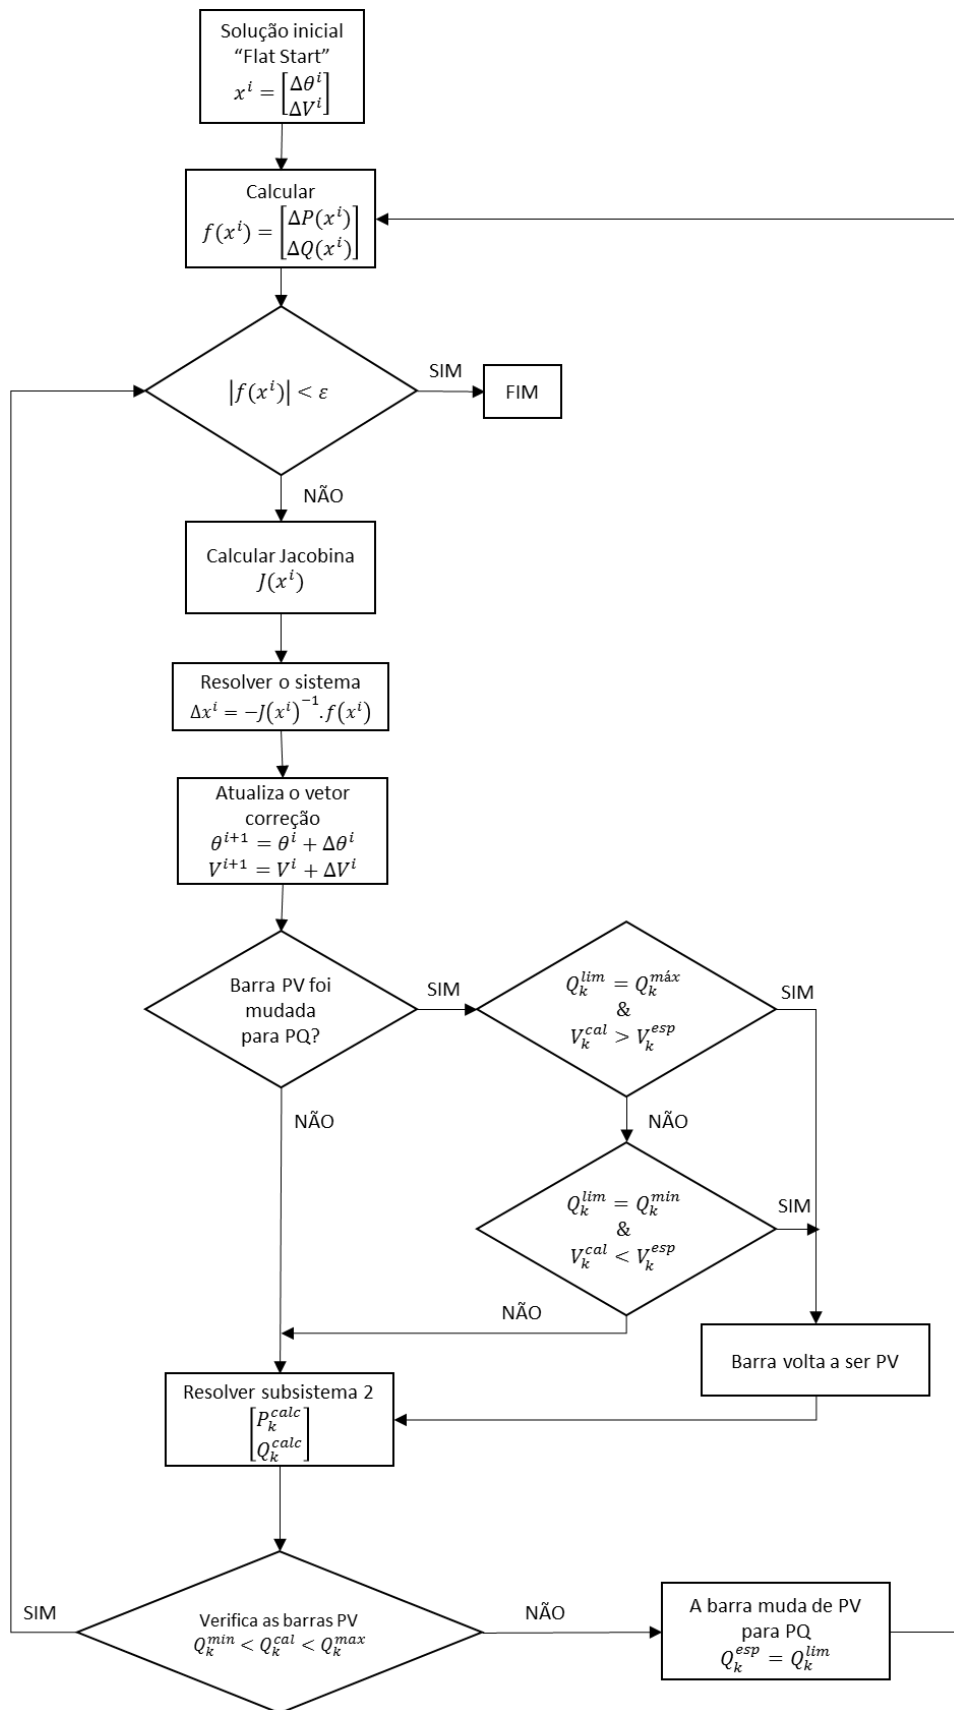 Solução inicial
“Flat Start”
x^i = [Δθ^i
ΔV^i]
Calcular
f(x^i) = [ΔP(x^i)
ΔQ(x^i)]
|f(x^i)| < ε
SIM
FIM
NÃO
Calcular Jacobina
J(x^i)
Resolver o sistema
Δx^i = −J(x^i)^−1.f(x^i)
Atualiza o vetor
correção
θ^{i+1} = θ^i + Δθ^i
V^{i+1} = V^i + ΔV^i
Barra PV foi
mudada
para PQ?
SIM
Q_k^{lim} = Q_k^{máx}
&
V_k^{cal} > V_k^{esp}
SIM
NÃO
NÃO
Q_k^{lim} = Q_k^{min}
&
V_k^{cal} < V_k^{esp}
SIM
NÃO
Barra volta a ser PV
Resolver subsistema 2
[P_k^{calc}
Q_k^{calc}]
SIM
Verifica as barras PV
Q_k^{min} < Q_k^{cal} < Q_k^{max}
NÃO
A barra muda de PV
para PQ
Q_k^{esp} = Q_k^{lim}